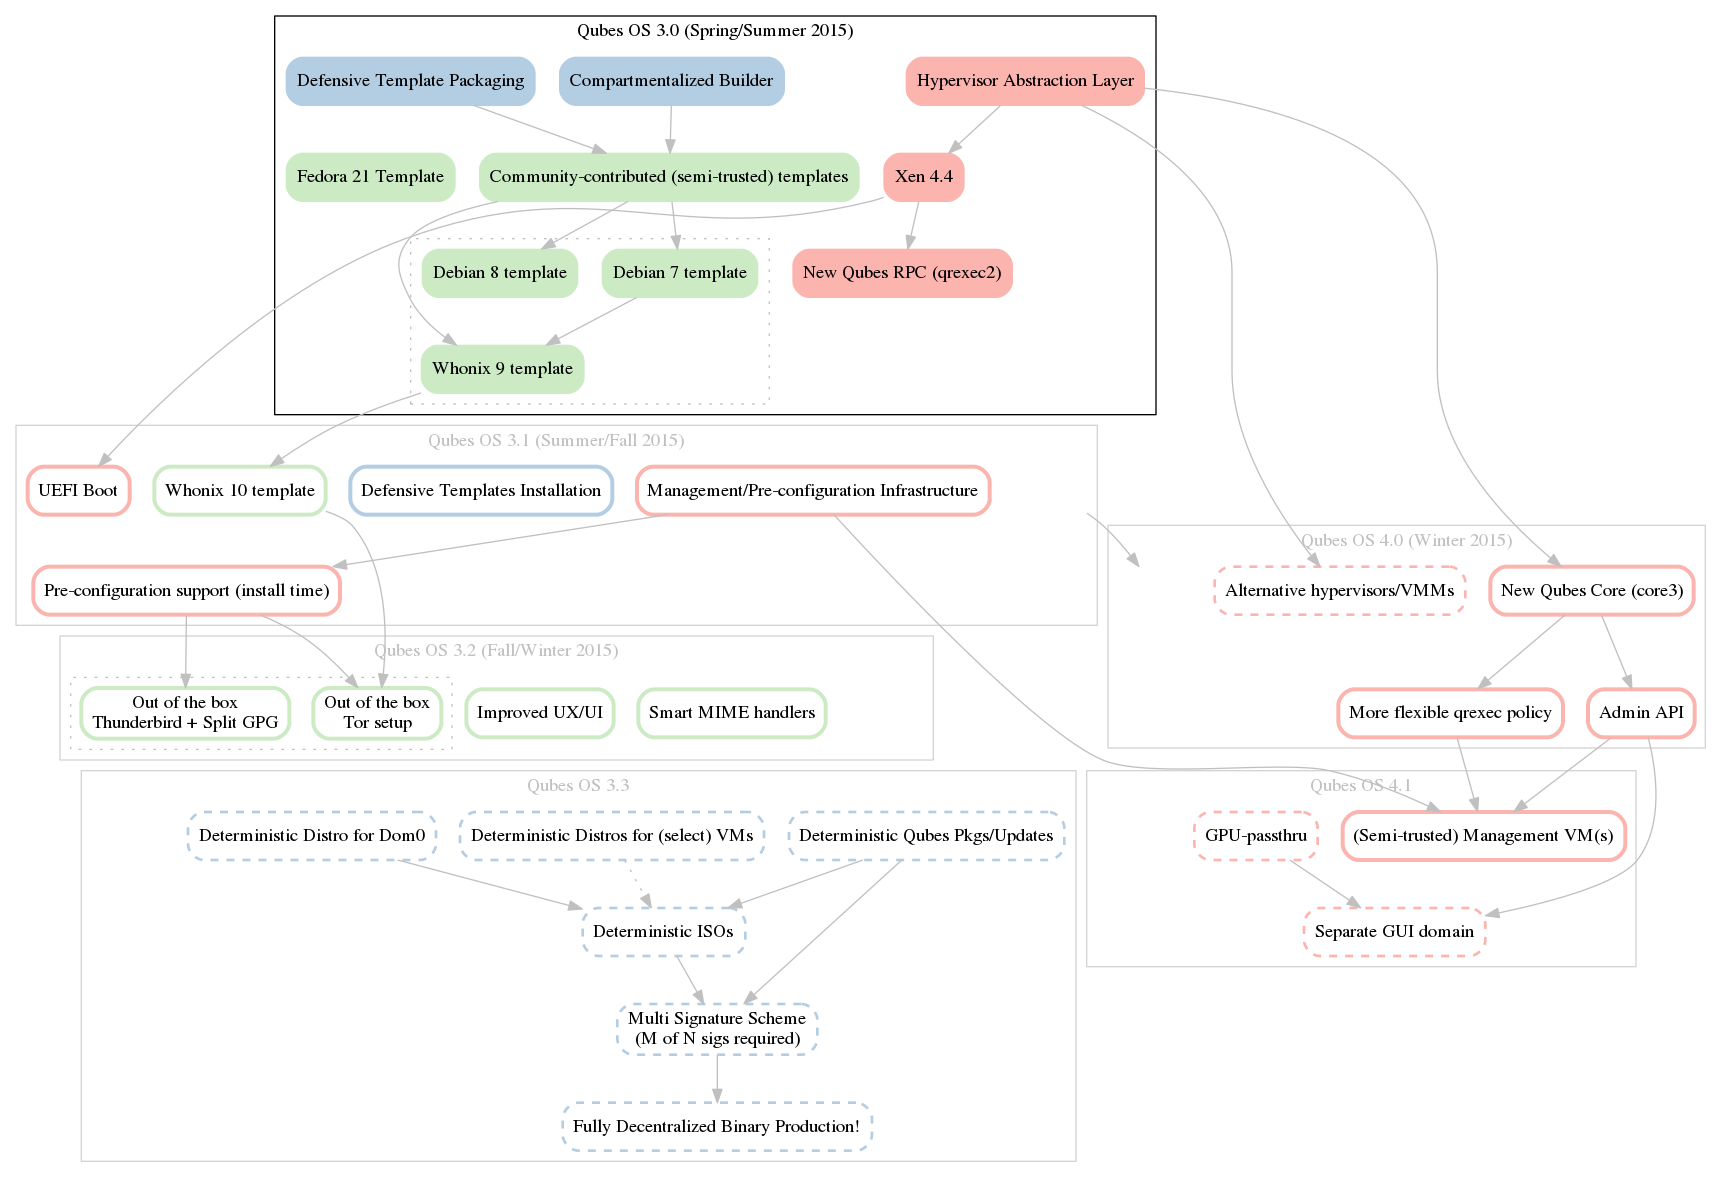 Qubes OS 3.0 (Spring/Summer 2015)
Defensive Template Packaging
Compartmentalized Builder
Hypervisor Abstraction Layer
Fedora 21 Template
Community-contributed (semi-trusted) templates
Xen 4.4
Debian 8 template
Debian 7 template
New Qubes RPC (qrexec2)
Whonix 9 template
Qubes OS 3.1 (Summer/Fall 2015)
UEFI Boot
Whonix 10 template
Defensive Templates Installation
Management/Pre-configuration Infrastructure
Pre-configuration support (install time)
Qubes OS 4.0 (Winter 2015)
Alternative hypervisors/VMMs
New Qubes Core (core3)
More flexible qrexec policy
Admin API
Qubes OS 3.2 (Fall/Winter 2015)
Out of the box
Thunderbird + Split GPG
Out of the box
Tor setup
Improved UX/UI
Smart MIME handlers
Qubes OS 3.3
Deterministic Distro for Dom0
Deterministic Distros for (select) VMs
Deterministic Qubes Pkgs/Updates
Deterministic ISOs
Multi Signature Scheme
(M of N sigs required)
Fully Decentralized Binary Production!
Qubes OS 4.1
GPU-passthru
(Semi-trusted) Management VM(s)
Separate GUI domain